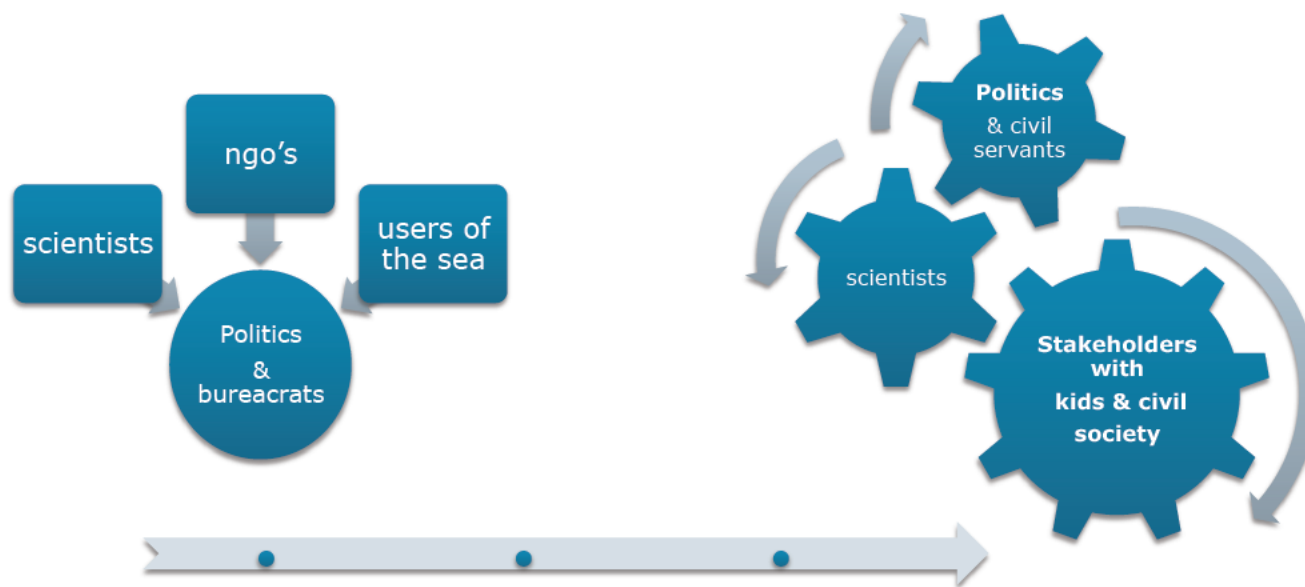 ngo's
scientists
users of
the sea
Politics
&
bureacrats
Politics
& civil
servants
scientists
Stakeholders
with
kids & civil
society